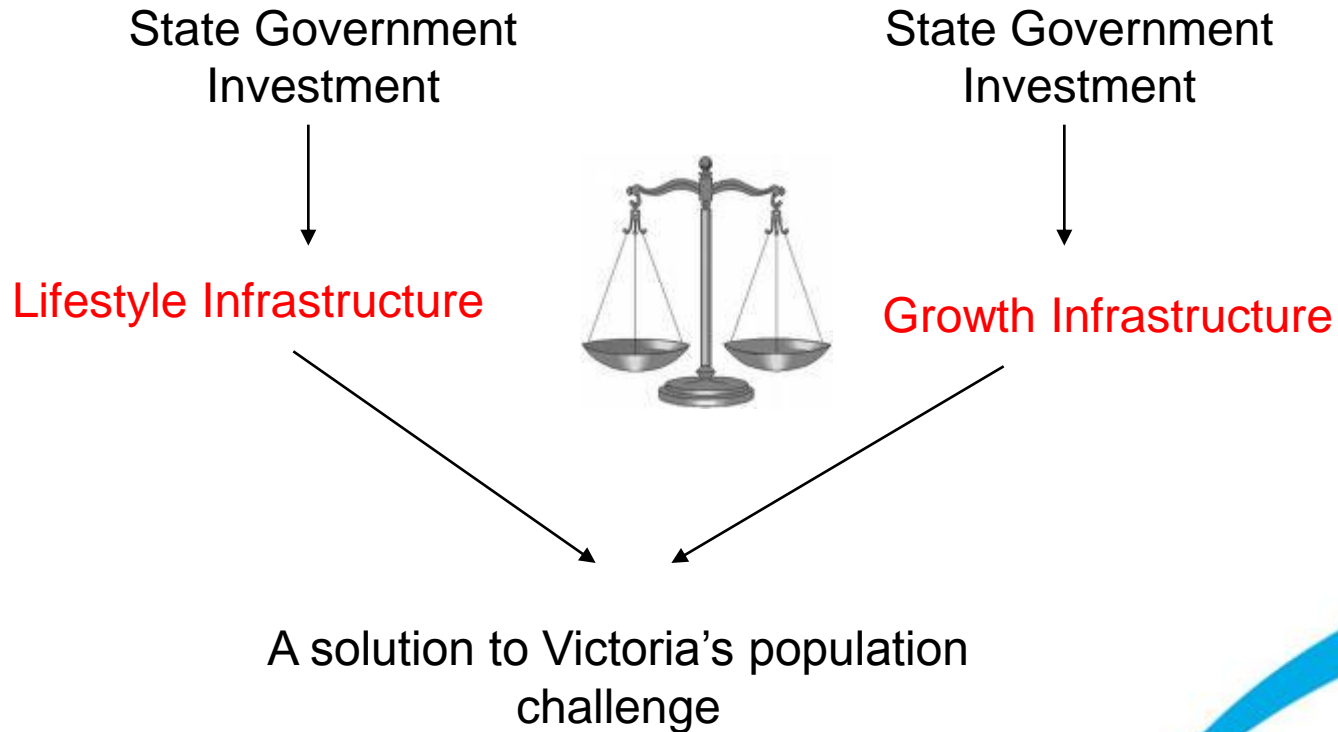 State Government
Investment
State Government
Investment
Lifestyle Infrastructure
Growth Infrastructure
A solution to Victoria’s population
challenge